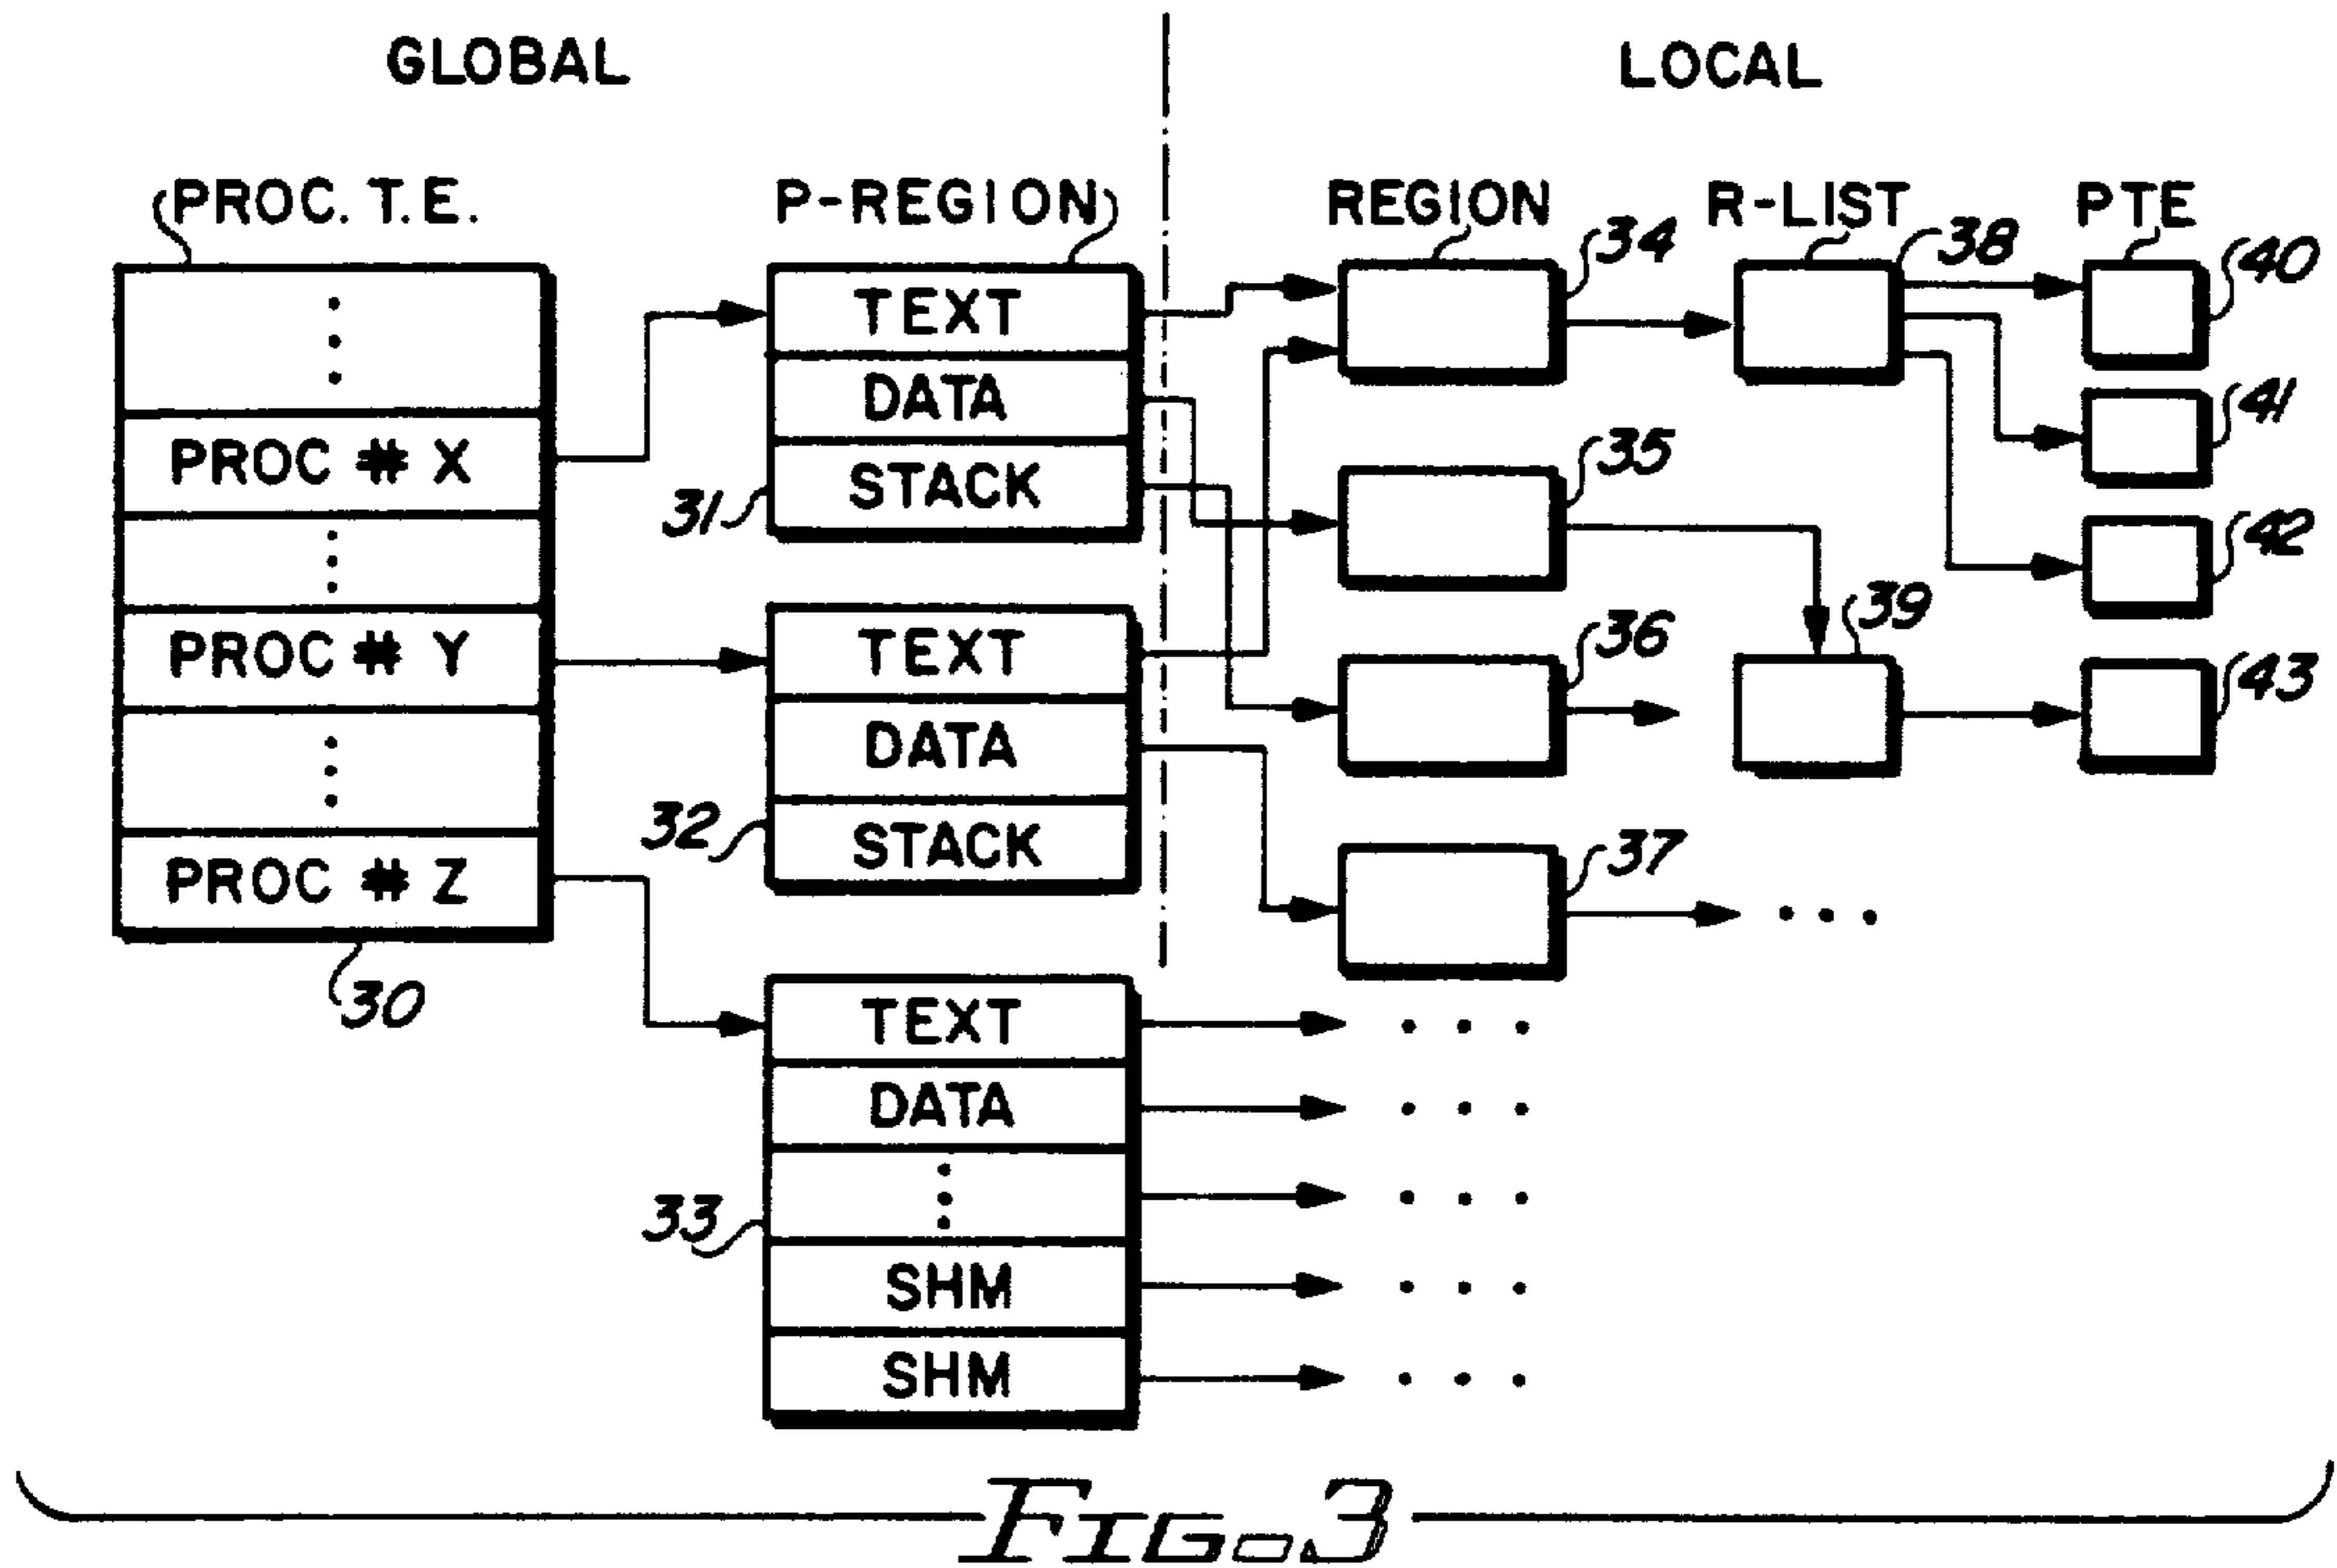 GLOBAL
LOCAL
PROC. T.E.
P-REGION
REGION
R-LIST
PTE
34
38
40
TEXT
DATA
STACK
31
41
PROC # X
35
42
PROC # Y
TEXT
DATA
STACK
32
36
39
43
PROC # Z
37
30
TEXT
DATA
33
SHM
SHM
FIG. 3